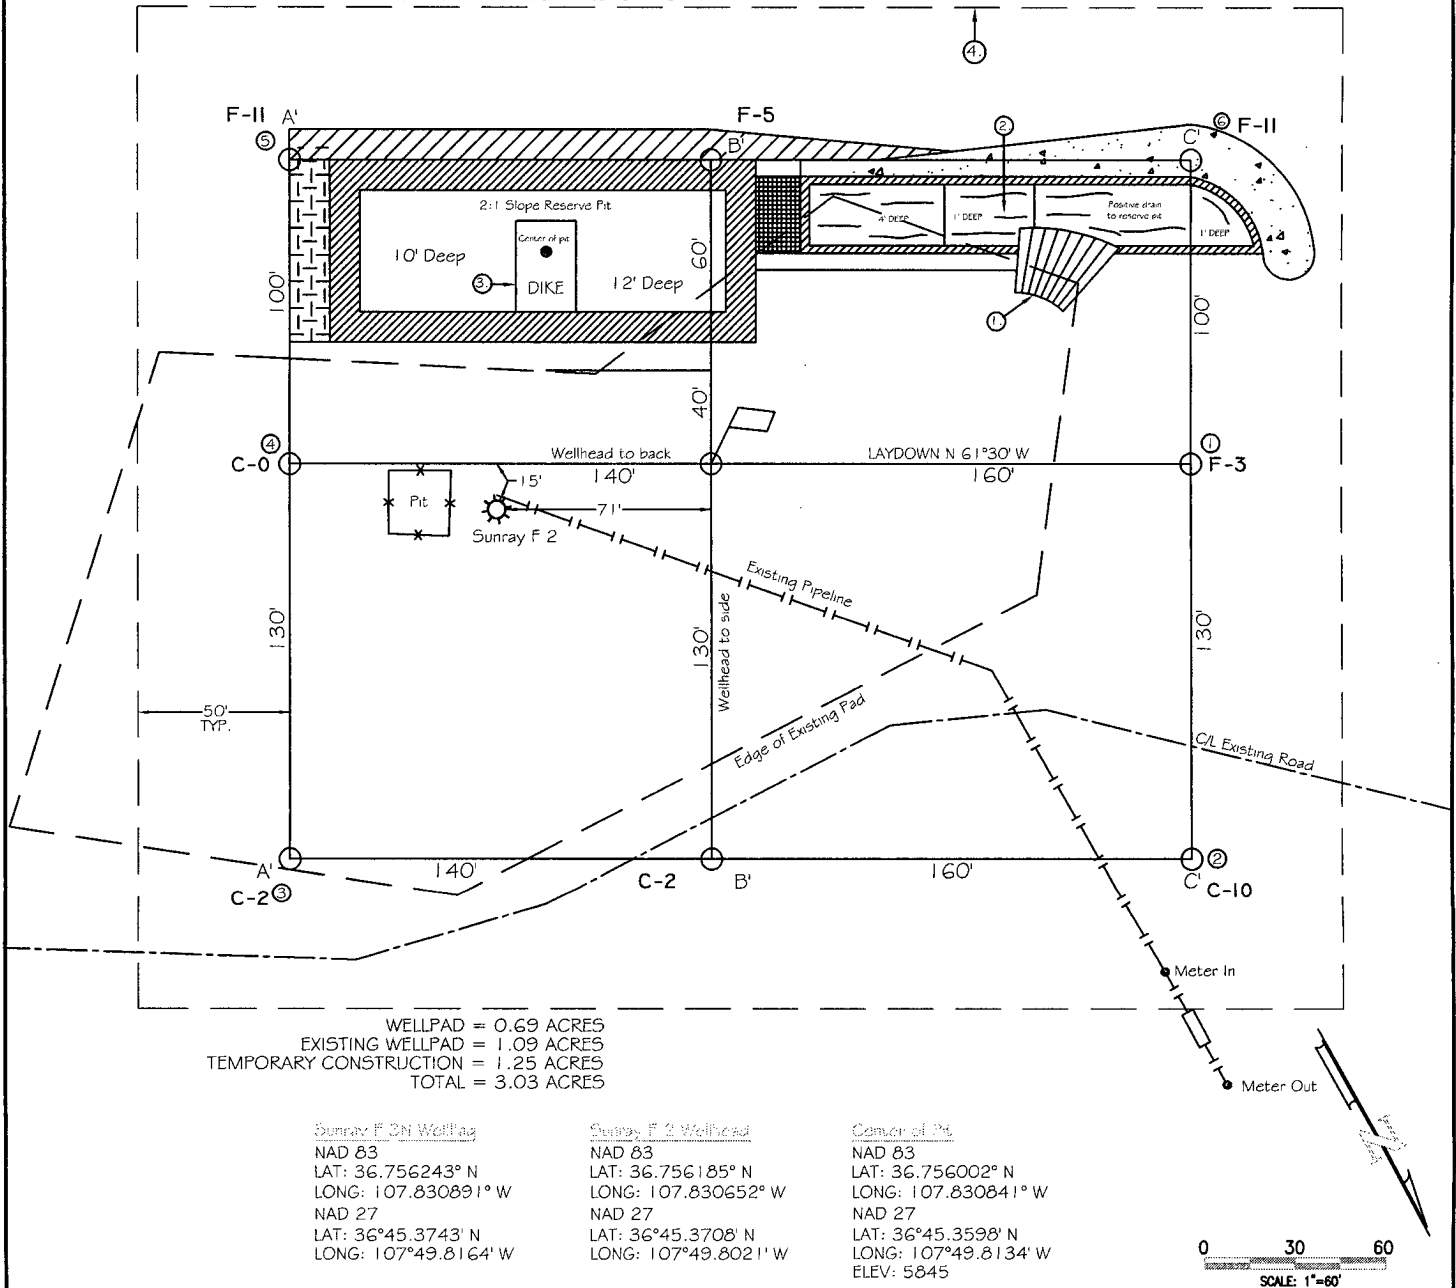 4.
F-11 A'
F-5
2.
6 F-11
5
B'
C'
2:1 Slope Reserve Pit
4' DEEP
1' DEEP
Positive drain
to reserve pit
1' DEEP
Center of pit
10' Deep
3.
DIKE
12' Deep
60'
100'
1.
100'
40'
4
C-0
Wellhead to back
140'
LAYDOWN N 61°30' W
160'
1
F-3
Pit
15'
71'
Sunray F 2
Existing Pipeline
130'
130'
Wellhead to side
130'
50'
TYP.
Edge of Existing Pad
C/L Existing Road
A'
140'
C-2
B'
160'
C'
2
C-10
C-2
3
Meter In
Meter Out
WELLPAD = 0.69 ACRES
EXISTING WELLPAD = 1.09 ACRES
TEMPORARY CONSTRUCTION = 1.25 ACRES
TOTAL = 3.03 ACRES
Sunray F 2N Wellflag
NAD 83
LAT: 36.756243° N
LONG: 107.830891° W
NAD 27
LAT: 36°45.3743' N
LONG: 107°49.8164' W
Sunray F 2 Wellhead
NAD 83
LAT: 36.756185° N
LONG: 107.830652° W
NAD 27
LAT: 36°45.3708' N
LONG: 107°49.8021' W
Center of Pit
NAD 83
LAT: 36.756002° N
LONG: 107.830841° W
NAD 27
LAT: 36°45.3598' N
LONG: 107°49.8134' W
ELEV: 5845
N
0 30 60
SCALE: 1"=60'